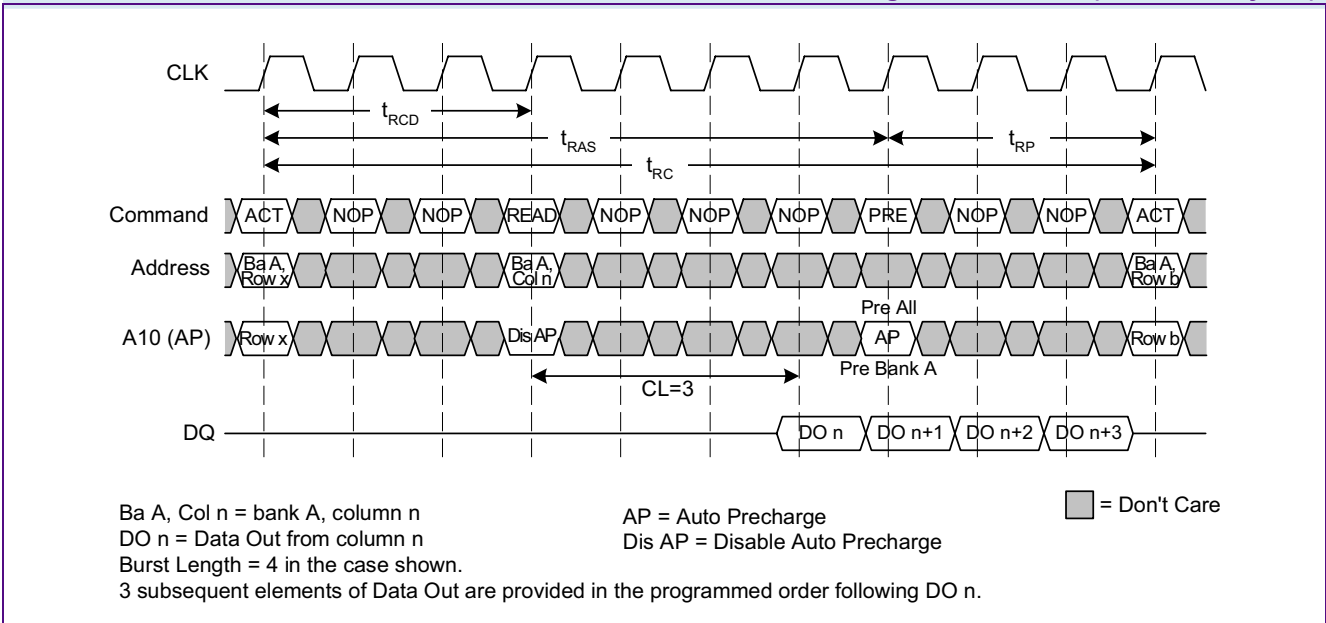 CLK
tRCD
tRAS
tRP
tRC
Command ACT NOP NOP READ NOP NOP NOP PRE NOP NOP ACT
Address Ba A, Row x Ba A, Col n Ba A, Row b
Pre All
A10 (AP) Row x Dis AP AP Row b
Pre Bank A
CL=3
DQ DO n DO n+1 DO n+2 DO n+3
Ba A, Col n = bank A, column n
DO n = Data Out from column n
Burst Length = 4 in the case shown.
3 subsequent elements of Data Out are provided in the programmed order following DO n.
AP = Auto Precharge
Dis AP = Disable Auto Precharge
= Don't Care